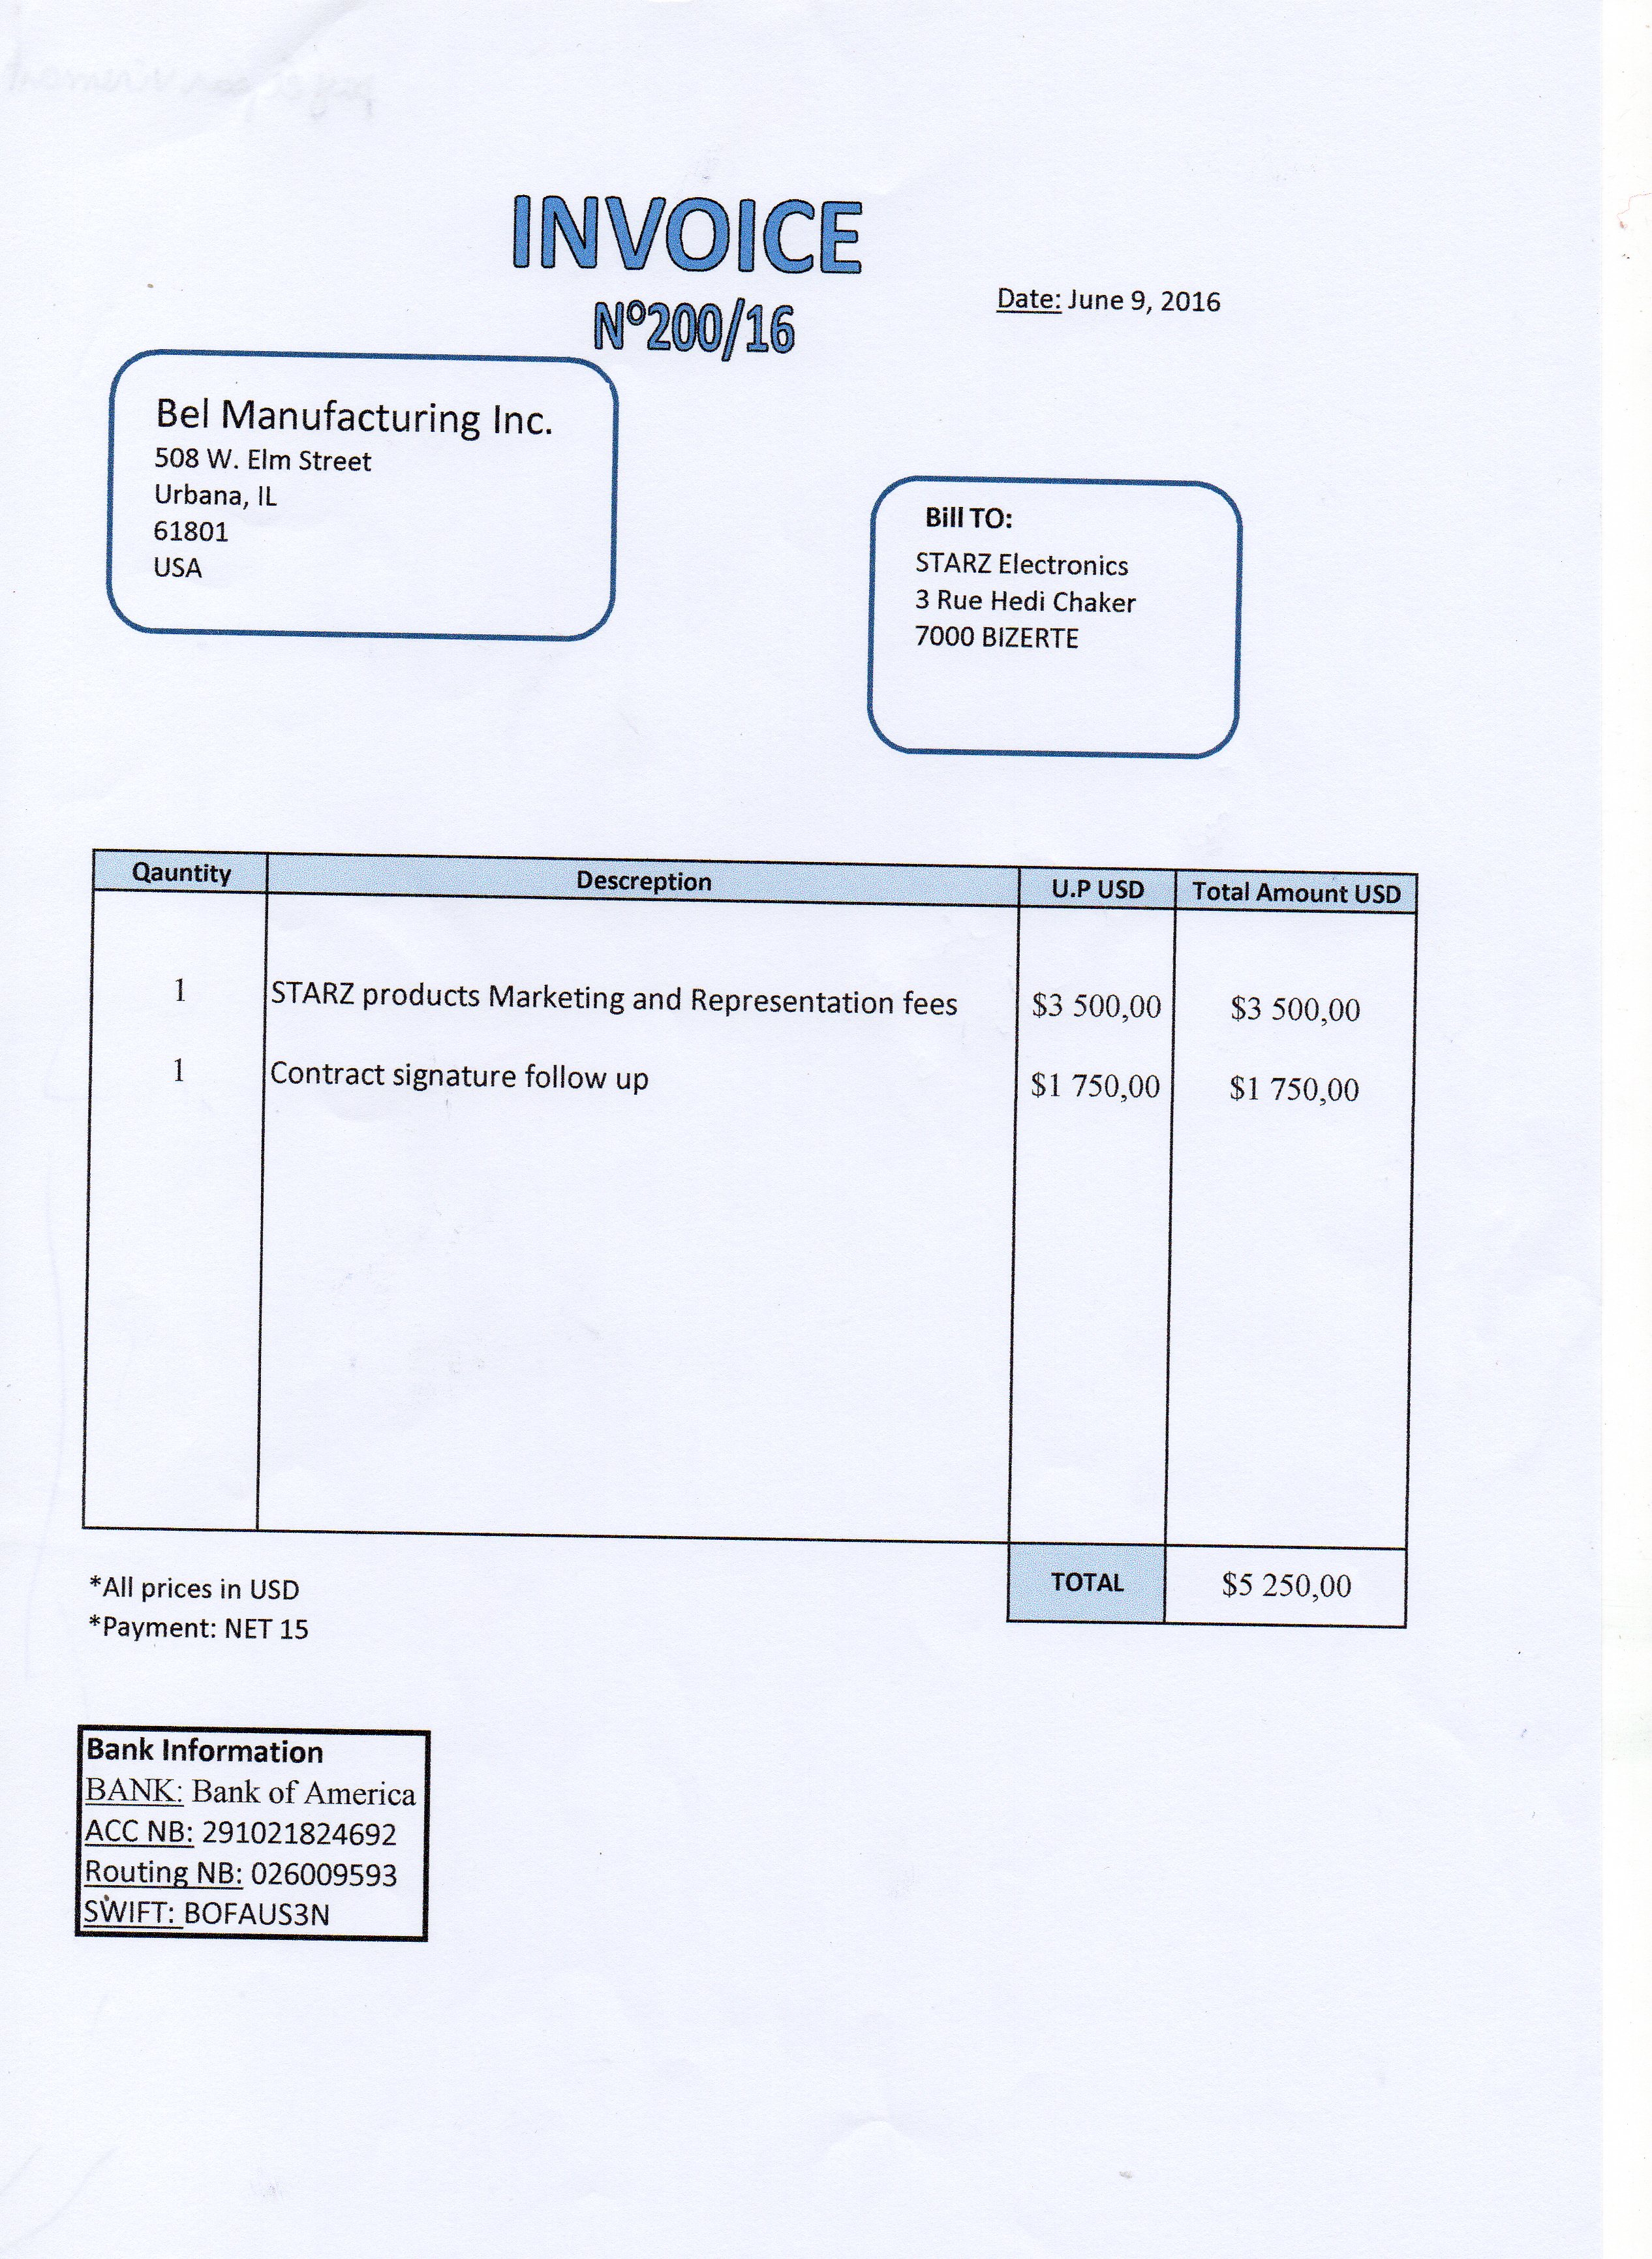 INVOICE
N°200/16
Date: June 9, 2016
Bel Manufacturing Inc.
508 W. Elm Street
Urbana, IL
61801
USA
Bill TO:
STARZ Electronics
3 Rue Hedi Chaker
7000 BIZERTE
Qauntity Descreption U.P USD Total Amount USD
1 STARZ products Marketing and Representation fees $3 500,00 $3 500,00
1 Contract signature follow up $1 750,00 $1 750,00
TOTAL $5 250,00
*All prices in USD
*Payment: NET 15
Bank Information
BANK: Bank of America
ACC NB: 291021824692
Routing NB: 026009593
SWIFT: BOFAUS3N